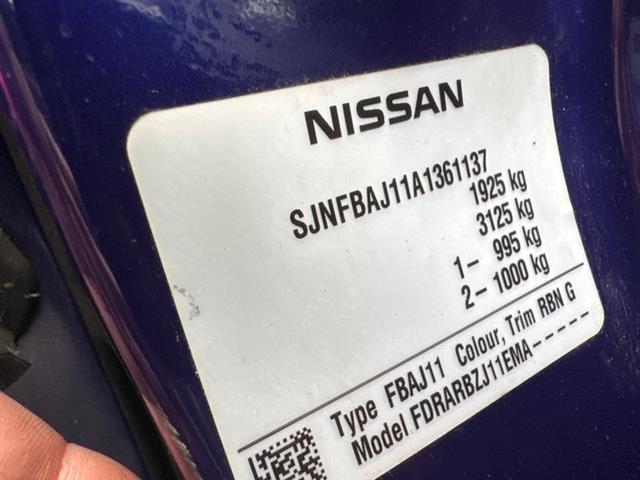 NISSAN
SJNFBAJ11A1361137
1925 kg
3125 kg
1- 995 kg
2- 1000 kg
Type FBAJ11 Colour, Trim RBN G
Model FDRARBZJ11EMA-----